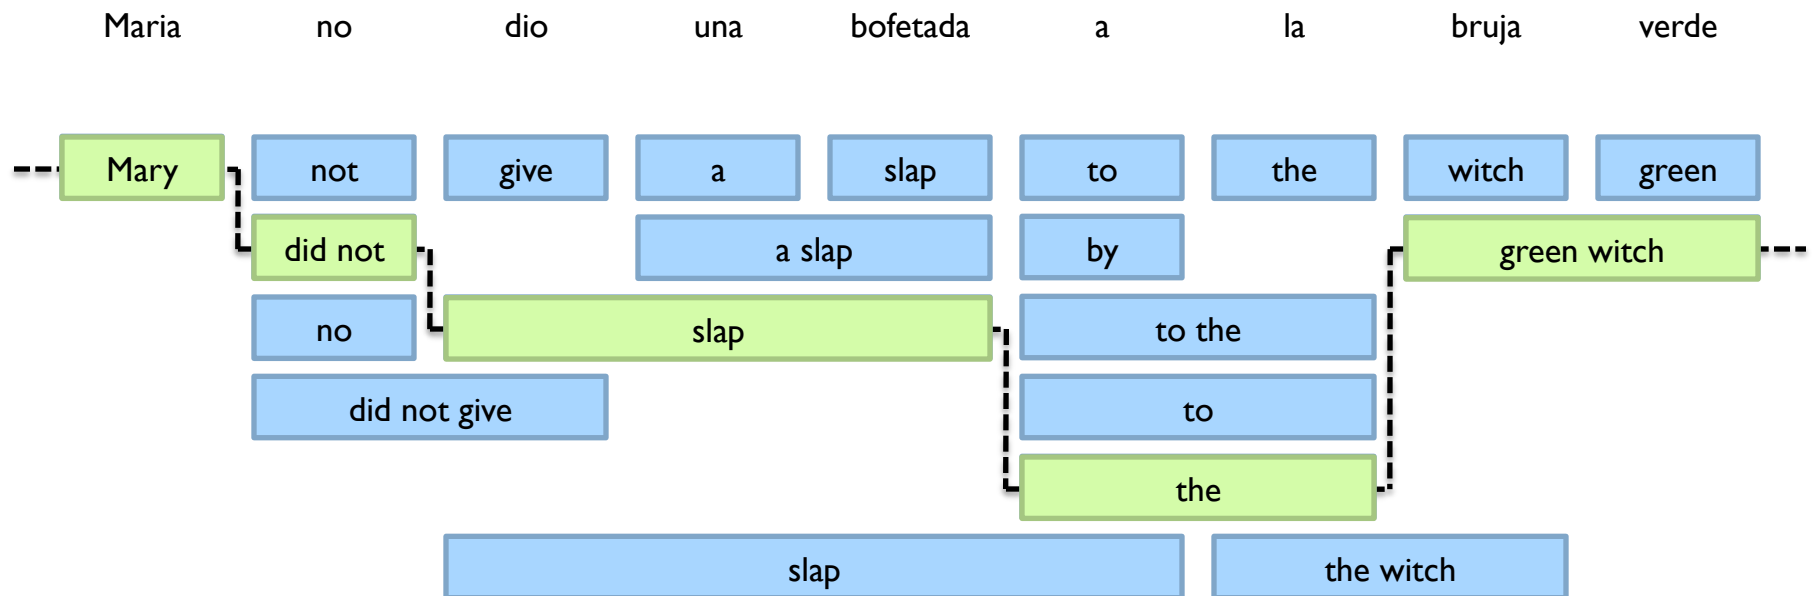 Maria no dio una bofetada a la bruja verde
Mary not give a slap to the witch green
did not a slap by green witch
no slap to the
did not give to
the
slap the witch